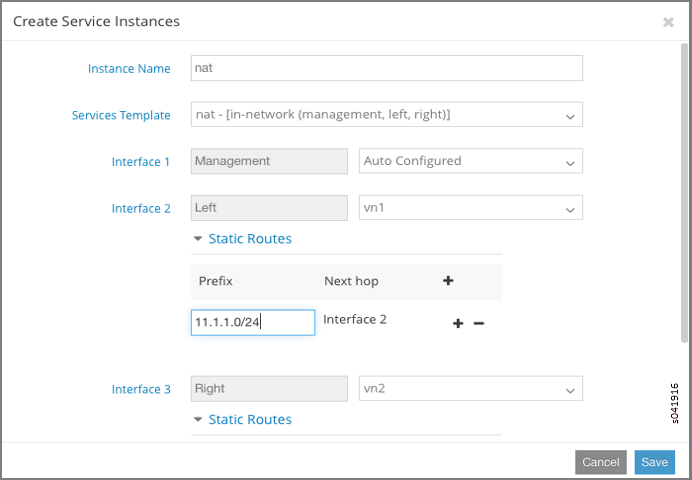 Create Service Instances
Instance Name nat
Services Template nat - [in-network (management, left, right)]
Interface 1 Management Auto Configured
Interface 2 Left vn1
Static Routes
Prefix Next hop
11.1.1.0/24 Interface 2
Interface 3 Right vn2
Static Routes
s041916
Cancel Save